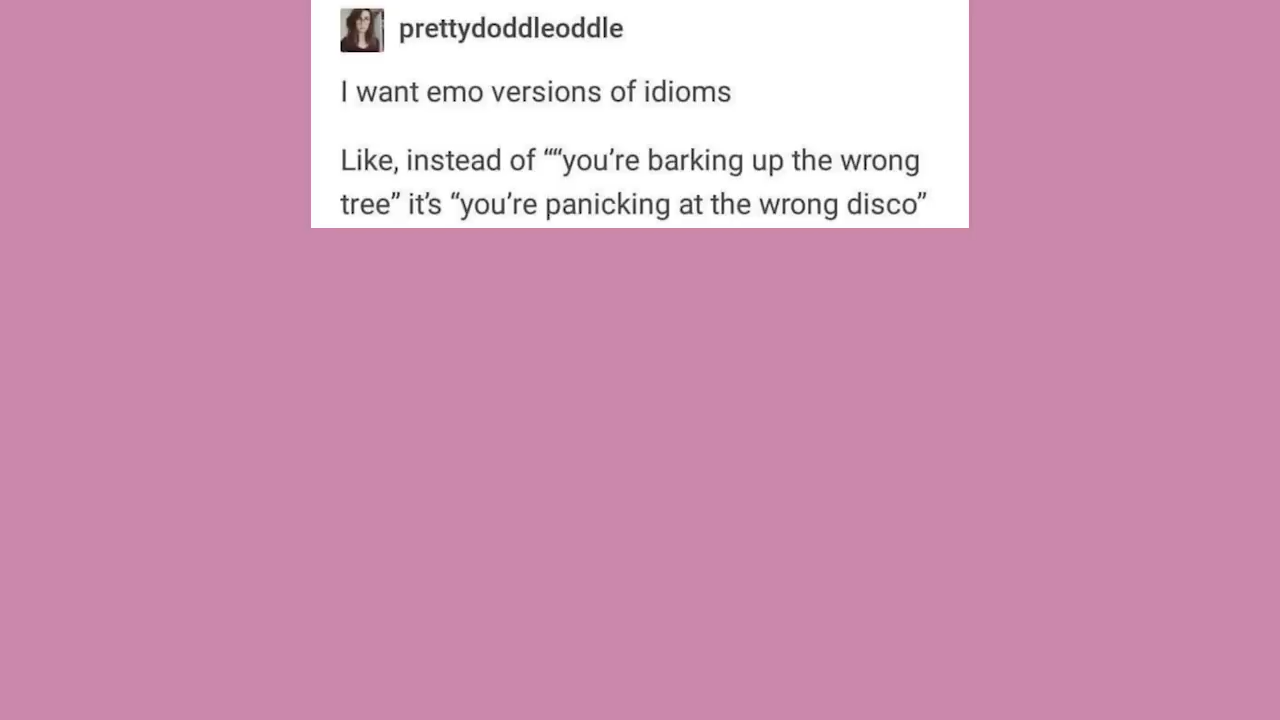 prettydoddleoddle
I want emo versions of idioms
Like, instead of ““you’re barking up the wrong
tree” it’s “you’re panicking at the wrong disco”